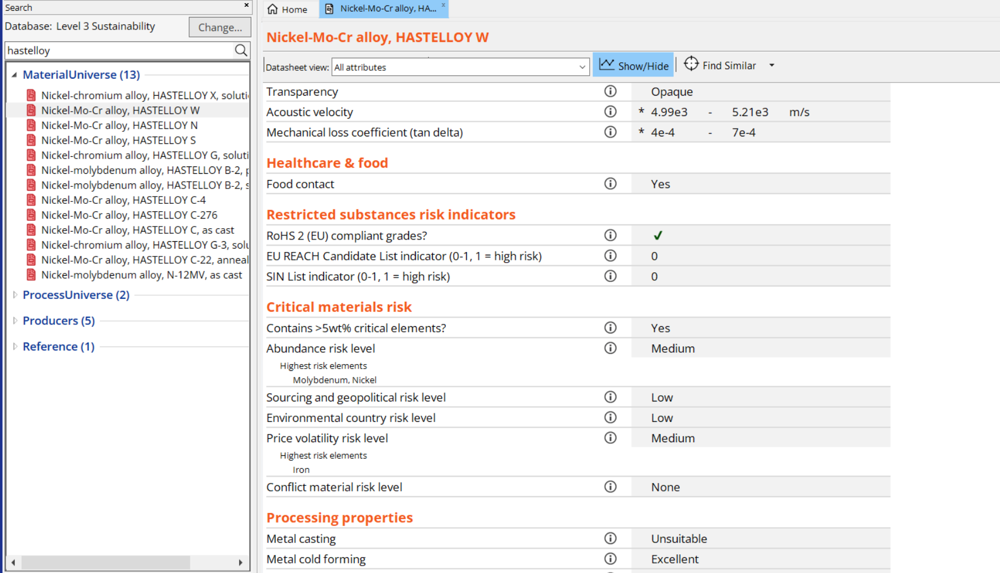 Search
Database: Level 3 Sustainability
Change...
hastelloy
MaterialUniverse (13)
Nickel-chromium alloy, HASTELLOY X, soluti
Nickel-Mo-Cr alloy, HASTELLOY W
Nickel-Mo-Cr alloy, HASTELLOY N
Nickel-Mo-Cr alloy, HASTELLOY S
Nickel-chromium alloy, HASTELLOY G, soluti
Nickel-molybdenum alloy, HASTELLOY B-2, p
Nickel-molybdenum alloy, HASTELLOY B-2, s
Nickel-Mo-Cr alloy, HASTELLOY C-4
Nickel-Mo-Cr alloy, HASTELLOY C-276
Nickel-Mo-Cr alloy, HASTELLOY C, as cast
Nickel-chromium alloy, HASTELLOY G-3, solu
Nickel-Mo-Cr alloy, HASTELLOY C-22, anneal
Nickel-molybdenum alloy, N-12MV, as cast
ProcessUniverse (2)
Producers (5)
Reference (1)
Home
Nickel-Mo-Cr alloy, HA...
Nickel-Mo-Cr alloy, HASTELLOY W
Datasheet view: All attributes
Show/Hide
Find Similar
Transparency Opaque
Acoustic velocity * 4.99e3 - 5.21e3 m/s
Mechanical loss coefficient (tan delta) * 4e-4 - 7e-4
Healthcare & food
Food contact Yes
Restricted substances risk indicators
RoHS 2 (EU) compliant grades? ✓
EU REACH Candidate List indicator (0-1, 1 = high risk) 0
SIN List indicator (0-1, 1 = high risk) 0
Critical materials risk
Contains >5wt% critical elements? Yes
Abundance risk level Medium
Highest risk elements
Molybdenum, Nickel
Sourcing and geopolitical risk level Low
Environmental country risk level Low
Price volatility risk level Medium
Highest risk elements
Iron
Conflict material risk level None
Processing properties
Metal casting Unsuitable
Metal cold forming Excellent